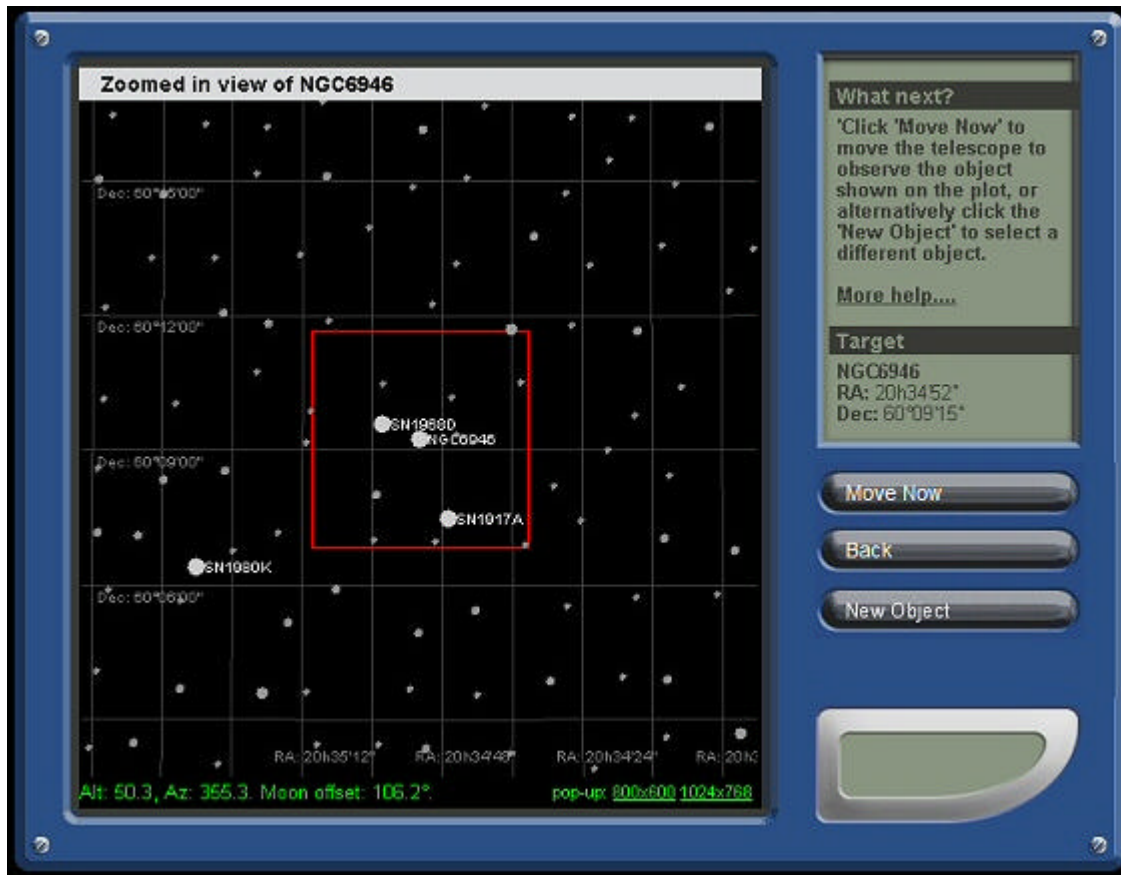 Zoomed in view of NGC6946
Dec: 60°12'00"
Dec: 60°09'00"
Dec: 60°06'00"
SN1968D
NGC6946
SN1917A
SN1980K
RA: 20h35'12"
RA: 20h34'48"
RA: 20h34'24"
Alt: 50.3, Az: 355.3. Moon offset: 106.2°.
pop-up: 800x600 1024x768
What next?
'Click 'Move Now' to
move the telescope to
observe the object
shown on the plot, or
alternatively click the
'New Object' to select a
different object.
More help....
Target
NGC6946
RA: 20h34'52"
Dec: 60°09'15"
Move Now
Back
New Object